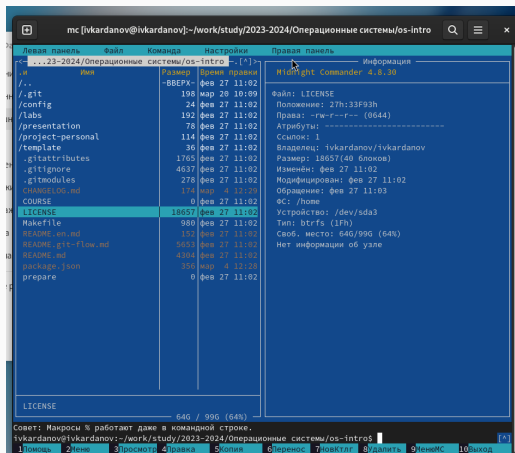 mc [ivkardanov@ivkardanov]:~/work/study/2023-2024/Операционные системы/os-intro
Левая панель Файл Команда Настройки Правая панель
<— ...23-2024/Операционные системы/os-intro —.[^]>
.и Имя Размер Время правки
/.. -ВВЕРХ- фев 27 11:02
/.git 198 мар 20 10:09
/config 24 фев 27 11:02
/labs 192 фев 27 11:02
/presentation 78 фев 27 11:02
/project-personal 114 фев 27 11:02
/template 36 фев 27 11:02
.gitattributes 1765 фев 27 11:02
.gitignore 4637 фев 27 11:02
.gitmodules 278 фев 27 11:02
CHANGELOG.md 174 мар 4 12:29
COURSE 0 фев 27 11:02
LICENSE 18657 фев 27 11:02
Makefile 980 фев 27 11:02
README.en.md 152 фев 27 11:02
README.git-flow.md 5653 фев 27 11:02
README.md 4304 фев 27 11:02
package.json 356 мар 4 12:28
prepare 0 фев 27 11:02
LICENSE
64G / 99G (64%)
Информация
Midnight Commander 4.8.30
Файл: LICENSE
Положение: 27h:33F93h
Права: -rw-r--r-- (0644)
Атрибуты: ----------------------
Ссылок: 1
Владелец: ivkardanov/ivkardanov
Размер: 18657(40 блоков)
Изменён: фев 27 11:02
Модифицирован: фев 27 11:02
Обращение: фев 27 11:03
ФС: /home
Устройство: /dev/sda3
Тип: btrfs (1Fh)
Своб. место: 64G/99G (64%)
Нет информации об узле
Совет: Макросы % работают даже в командной строке.
ivkardanov@ivkardanov:~/work/study/2023-2024/Операционные системы/os-intro$ [^]
1Помощь 2Меню 3Просмотр 4Правка 5Копия 6Перенос 7НовКтлг 8Удалить 9МенюMC 10Выход